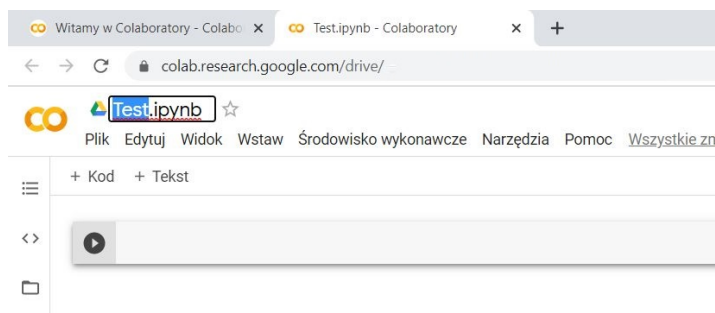 Witamy w Colaboratory - Colabo
Test.ipynb - Colaboratory
colab.research.google.com/drive/
Test.ipynb
Plik Edytuj Widok Wstaw Środowisko wykonawcze Narzędzia Pomoc Wszystkie zm
+ Kod + Tekst